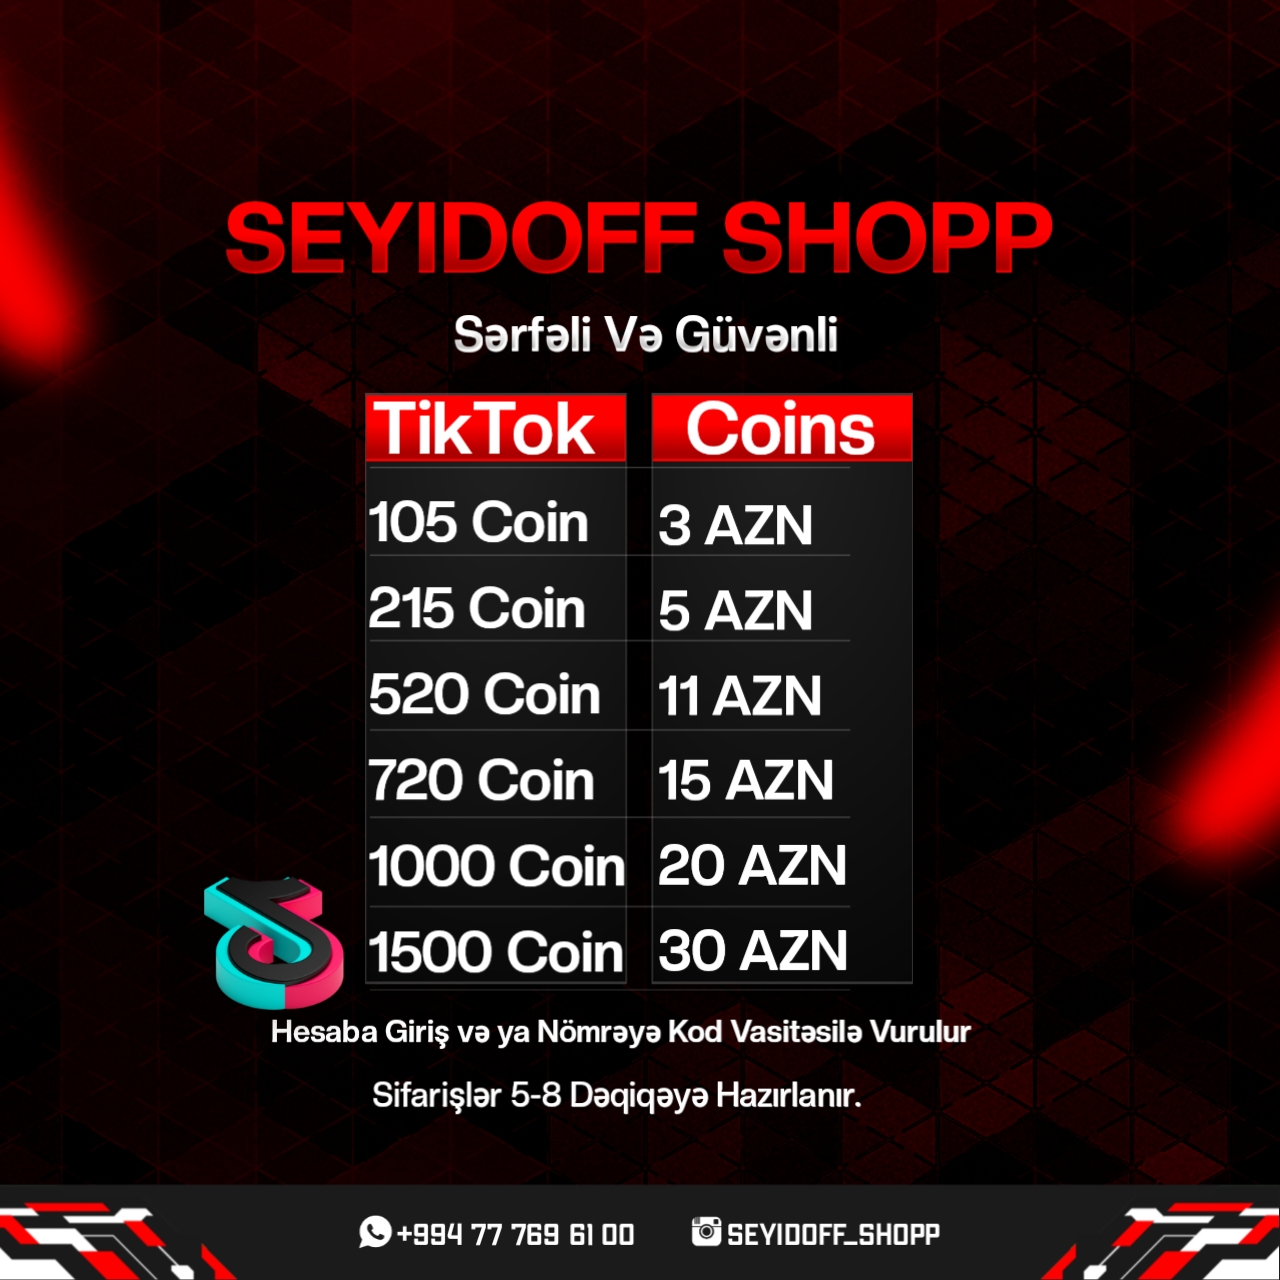 SEYIDOFF SHOPP
Sərfəli Və Güvənli
TikTok Coins
105 Coin 3 AZN
215 Coin 5 AZN
520 Coin 11 AZN
720 Coin 15 AZN
1000 Coin 20 AZN
1500 Coin 30 AZN
Hesaba Giriş və ya Nömrəyə Kod Vasitəsilə Vurulur
Sifarişlər 5-8 Dəqiqəyə Hazırlanır.
+994 77 769 61 00 SEYIDOFF_SHOPP